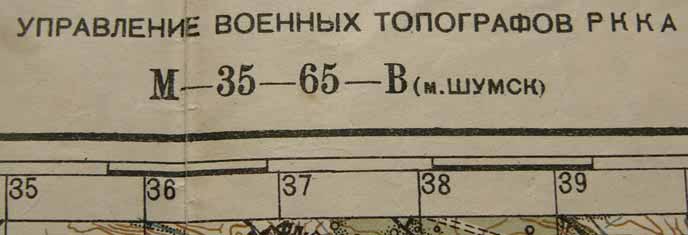 УПРАВЛЕНИЕ ВОЕННЫХ ТОПОГРАФОВ РККА
М—35—65—В (м.ШУМСК)
35 36 37 38 39